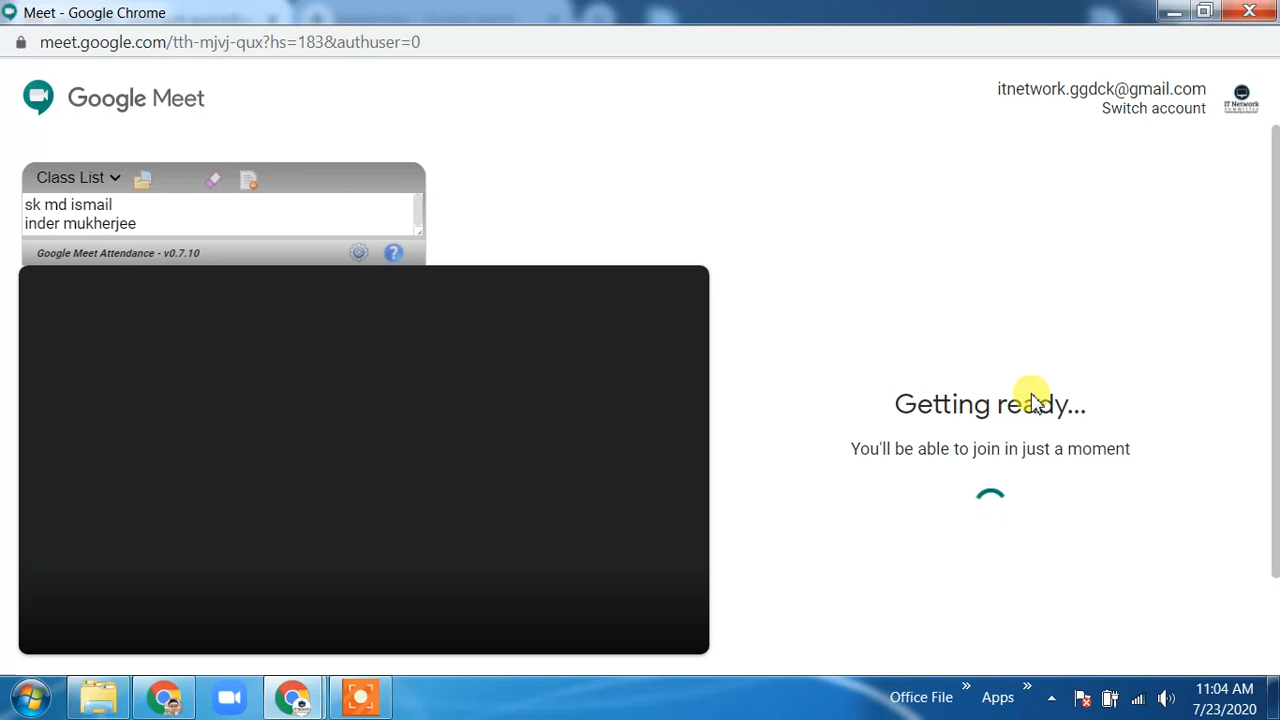 Meet - Google Chrome
meet.google.com/tth-mjvj-qux?hs=183&authuser=0
Google Meet
itnetwork.ggdck@gmail.com
Switch account
IT Network
Class List
sk md ismail
inder mukherjee
Google Meet Attendance - v0.7.10
?
Getting ready...
You'll be able to join in just a moment
Office File
»
Apps
»
11:04 AM
7/23/2020